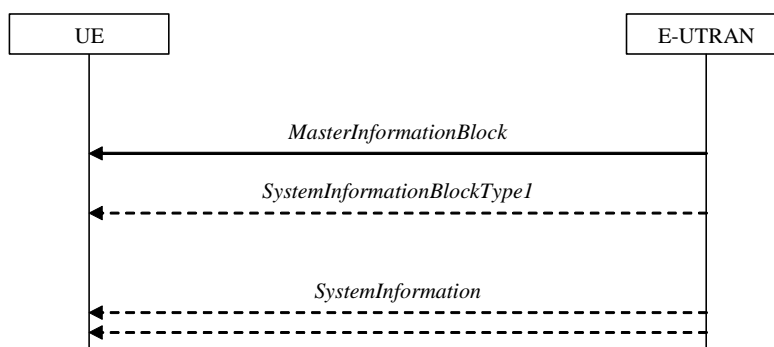 UE
E-UTRAN
MasterInformationBlock
SystemInformationBlockType1
SystemInformation